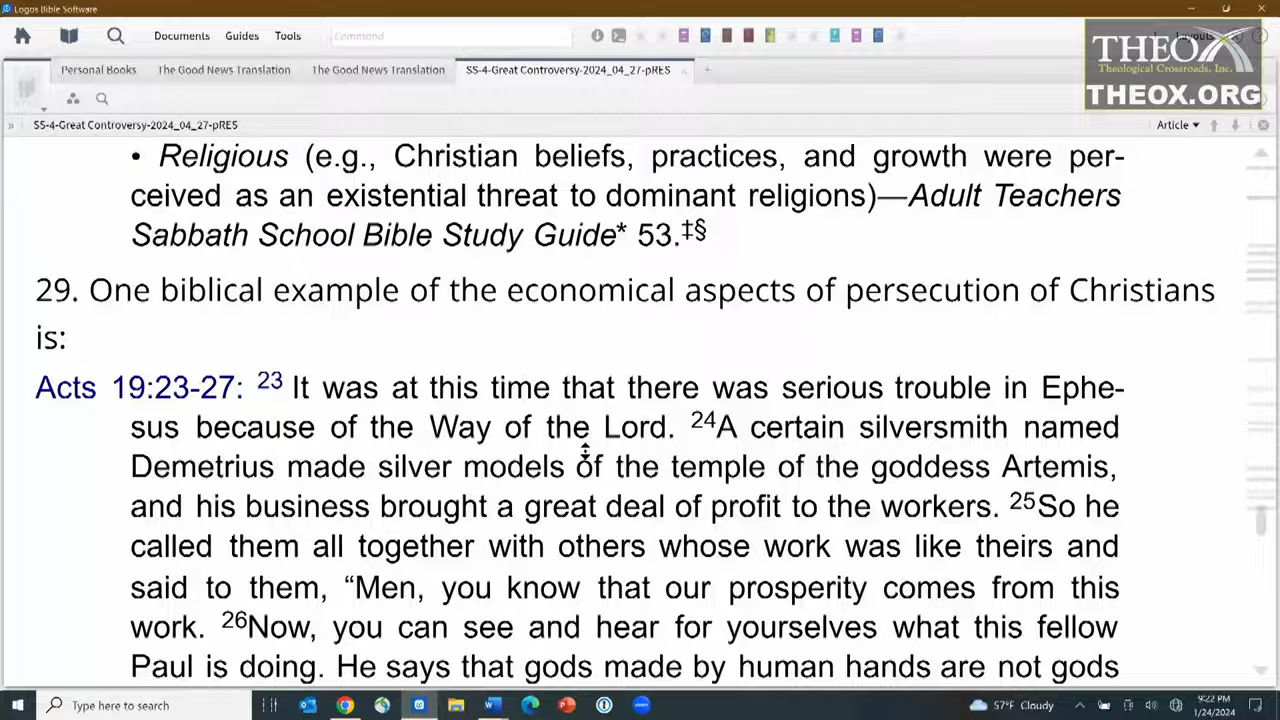 Logos Bible Software
Documents Guides Tools Command
THEOX
Theological Crossroads, Inc.
THEOX.ORG
Personal Books The Good News Translation The Good News Transla SS-4-Great Controversy-2024_04_27-pRES
SS-4-Great Controversy-2024_04_27-pRES Article
• Religious (e.g., Christian beliefs, practices, and growth were per-
ceived as an existential threat to dominant religions)—Adult Teachers
Sabbath School Bible Study Guide* 53.‡§
29. One biblical example of the economical aspects of persecution of Christians
is:
Acts 19:23-27: 23 It was at this time that there was serious trouble in Ephe-
sus because of the Way of the Lord. 24A certain silversmith named
Demetrius made silver models of the temple of the goddess Artemis,
and his business brought a great deal of profit to the workers. 25So he
called them all together with others whose work was like theirs and
said to them, “Men, you know that our prosperity comes from this
work. 26Now, you can see and hear for yourselves what this fellow
Paul is doing. He says that gods made by human hands are not gods
Type here to search 57°F Cloudy 9:22 PM
1/24/2024